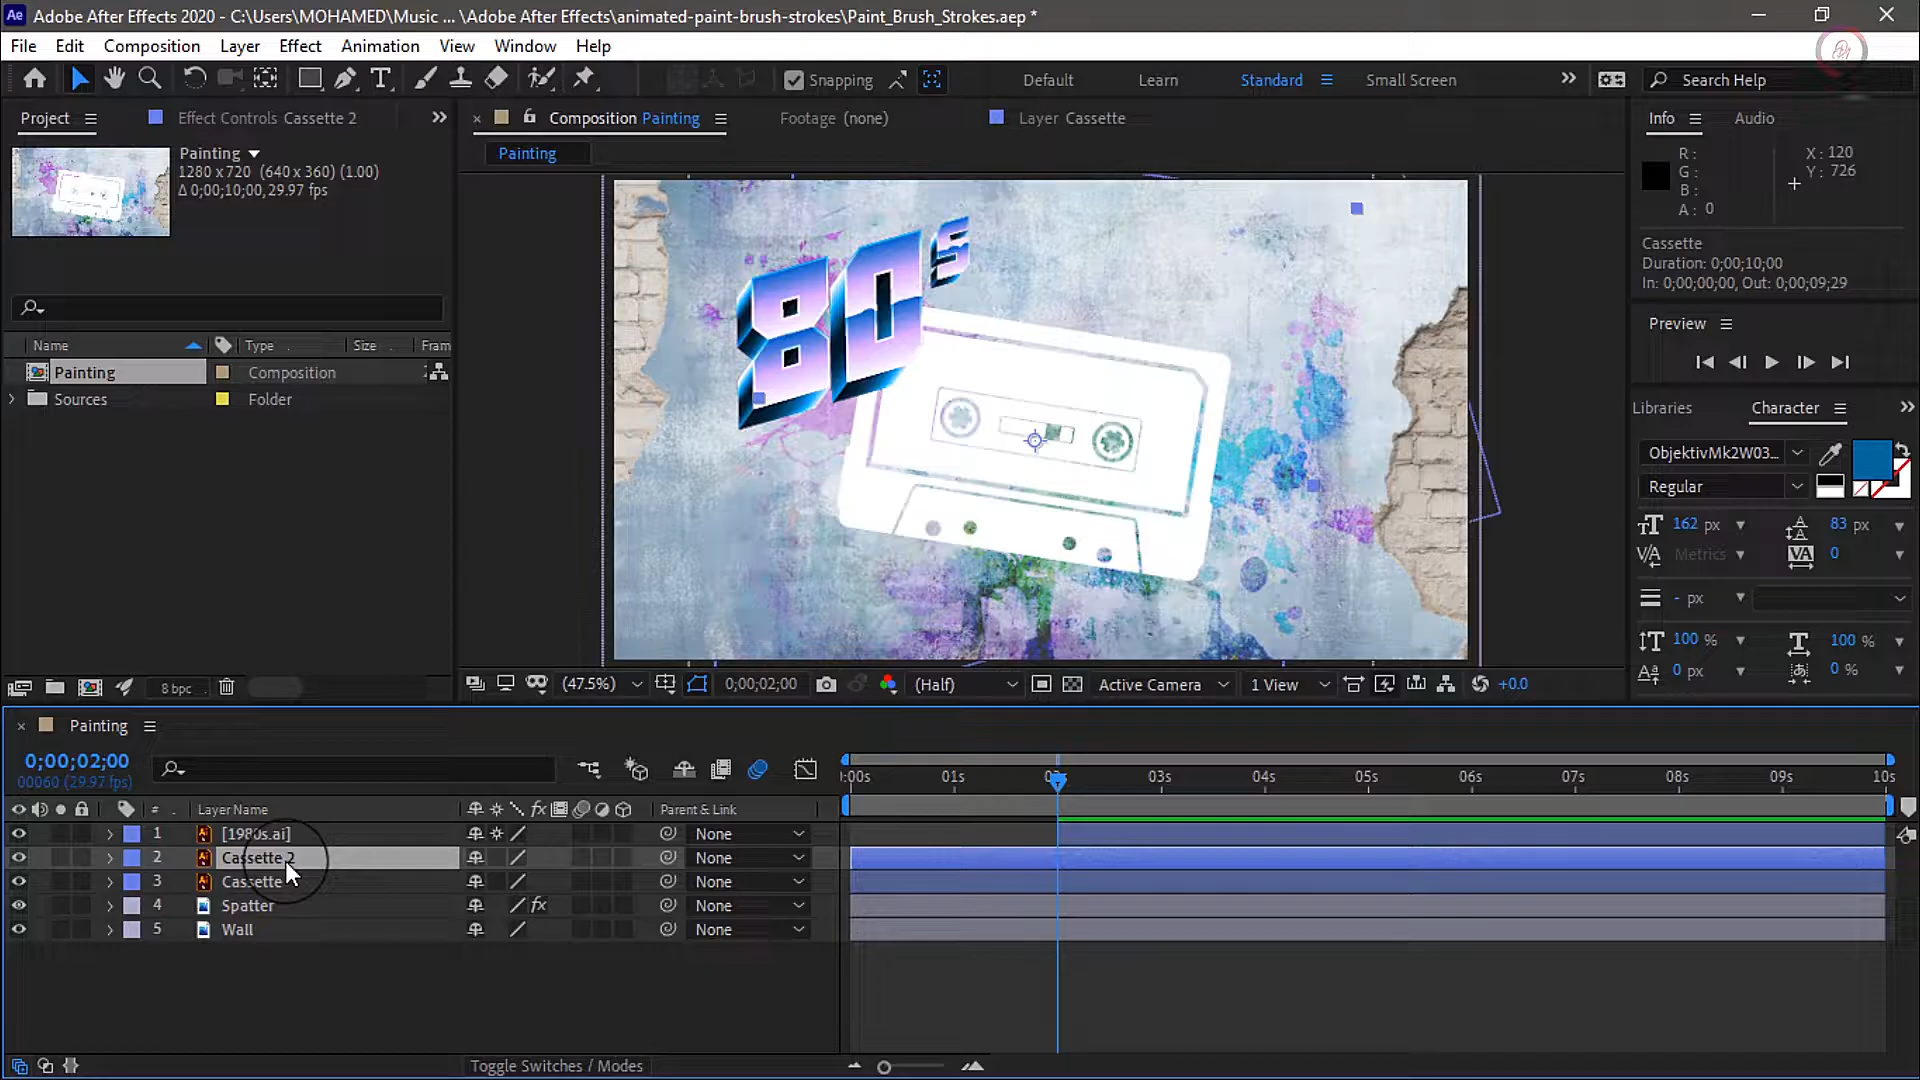 Adobe After Effects 2020 - C:\Users\MOHAMED\Music ... \Adobe After Effects\animated-paint-brush-strokes\Paint_Brush_Strokes.aep *
File Edit Composition Layer Effect Animation View Window Help
Snapping Default Learn Standard Small Screen Search Help
Project Effect Controls Cassette 2 Composition Painting Footage (none) Layer Cassette Info Audio
Painting
1280 x 720 (640 x 360) (1.00)
Δ 0;00;10;00, 29.97 fps
Painting
R :
G :
B :
A : 0
X : 120
Y : 726
Cassette
Duration: 0;00;10;00
In: 0;00;00;00, Out: 0;00;09;29
Preview
Name Type Size Fram
Painting Composition
Sources Folder
80s
Libraries Character
ObjektivMk2W03...
Regular
162 px 83 px
Metrics 0
- px
100 % 100 %
0 px 0 %
8 bpc (47.5%) 0;00;02;00 (Half) Active Camera 1 View +0.0
Painting
0;00;02;00
00060 (29.97 fps)
:00s 01s 03s 04s 05s 06s 07s 08s 09s 10s
# Layer Name fx Parent & Link
1 [1980s.ai] None
2 Cassette 2 None
3 Cassette None
4 Spatter fx None
5 Wall None
Toggle Switches / Modes